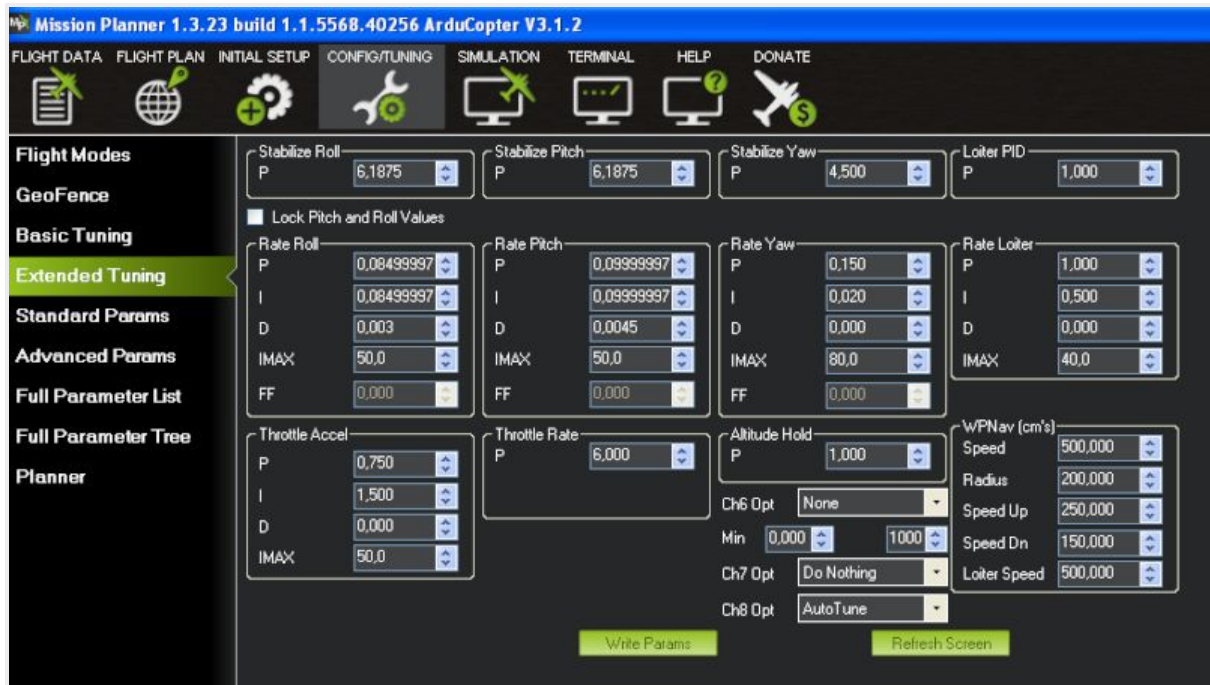 Mission Planner 1.3.23 build 1.1.5568.40256 ArduCopter V3.1.2
FLIGHT DATA FLIGHT PLAN INITIAL SETUP CONFIG/TUNING SIMULATION TERMINAL HELP DONATE
Flight Modes
GeoFence
Basic Tuning
Extended Tuning
Standard Params
Advanced Params
Full Parameter List
Full Parameter Tree
Planner
Stabilize Roll
P 6,1875
Stabilize Pitch
P 6,1875
Stabilize Yaw
P 4,500
Loiter PID
P 1,000
Lock Pitch and Roll Values
Rate Roll
P 0,08499997
I 0,08499997
D 0,003
IMAX 50,0
FF 0,000
Rate Pitch
P 0,09999997
I 0,09999997
D 0,0045
IMAX 50,0
FF 0,000
Rate Yaw
P 0,150
I 0,020
D 0,000
IMAX 80,0
FF 0,000
Rate Loiter
P 1,000
I 0,500
D 0,000
IMAX 40,0
Throttle Accel
P 0,750
I 1,500
D 0,000
IMAX 50,0
Throttle Rate
P 6,000
Altitude Hold
P 1,000
Ch6 Opt None
Min 0,000 1000
Ch7 Opt Do Nothing
Ch8 Opt AutoTune
WPNav (cm's)
Speed 500,000
Radius 200,000
Speed Up 250,000
Speed Dn 150,000
Loiter Speed 500,000
Write Params
Refresh Screen